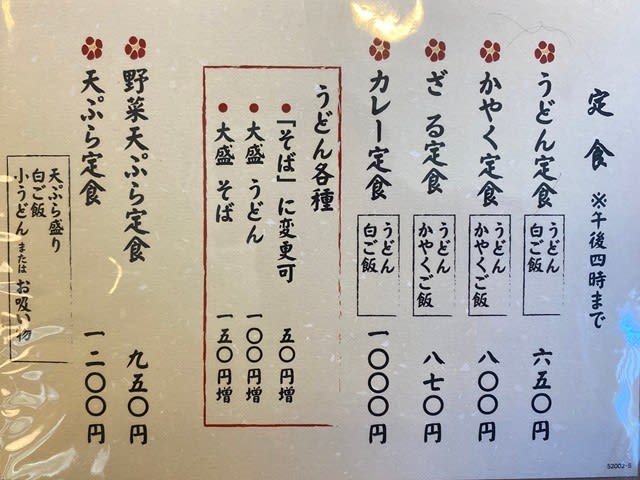 定食 ※午後四時まで
うどん定食 うどん 白ご飯 六五〇円
かやく定食 うどん かやくご飯 八〇〇円
ざる定食 うどん かやくご飯 八七〇円
カレー定食 うどん 白ご飯 一〇〇〇円
うどん各種
「そば」に変更可 五〇円増
大盛 うどん 一〇〇円増
大盛 そば 一五〇円増
野菜天ぷら定食 九五〇円
天ぷら定食 一二〇〇円
天ぷら盛り
白ご飯
小うどん または お吸い物
52002-8